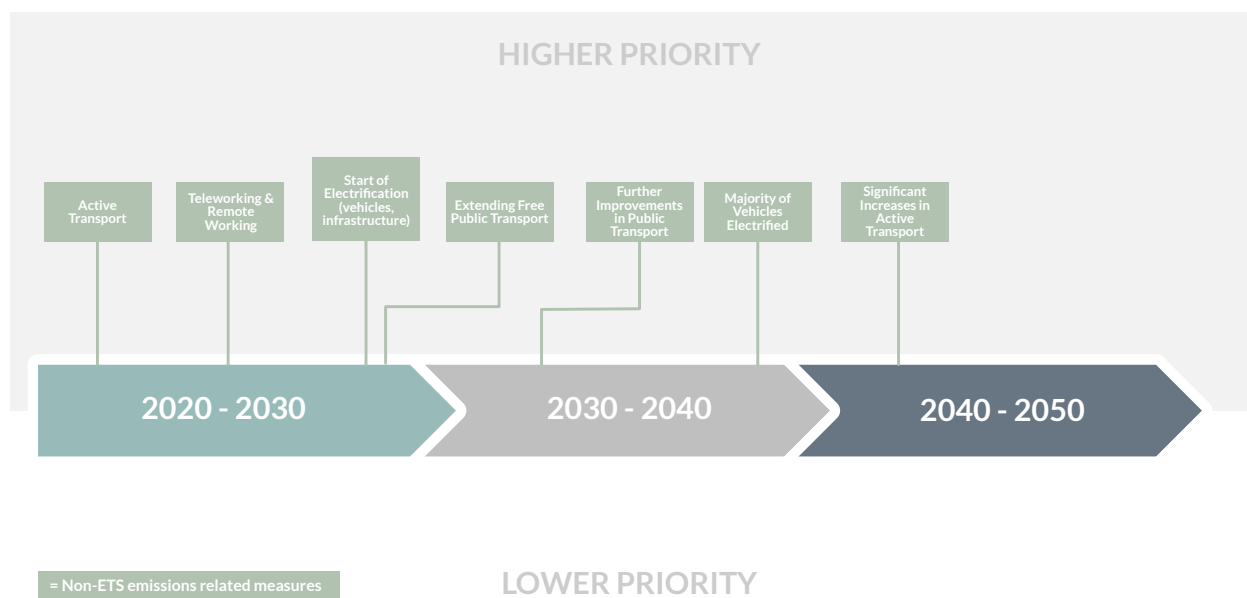 HIGHER PRIORITY
Active
Transport
Teleworking &
Remote
Working
Start of
Electrification
(vehicles,
infrastructure)
Extending Free
Public Transport
Further
Improvements
in Public
Transport
Majority of
Vehicles
Electrified
Significant
Increases in
Active
Transport
2020 - 2030
2030 - 2040
2040 - 2050
= Non-ETS emissions related measures
LOWER PRIORITY